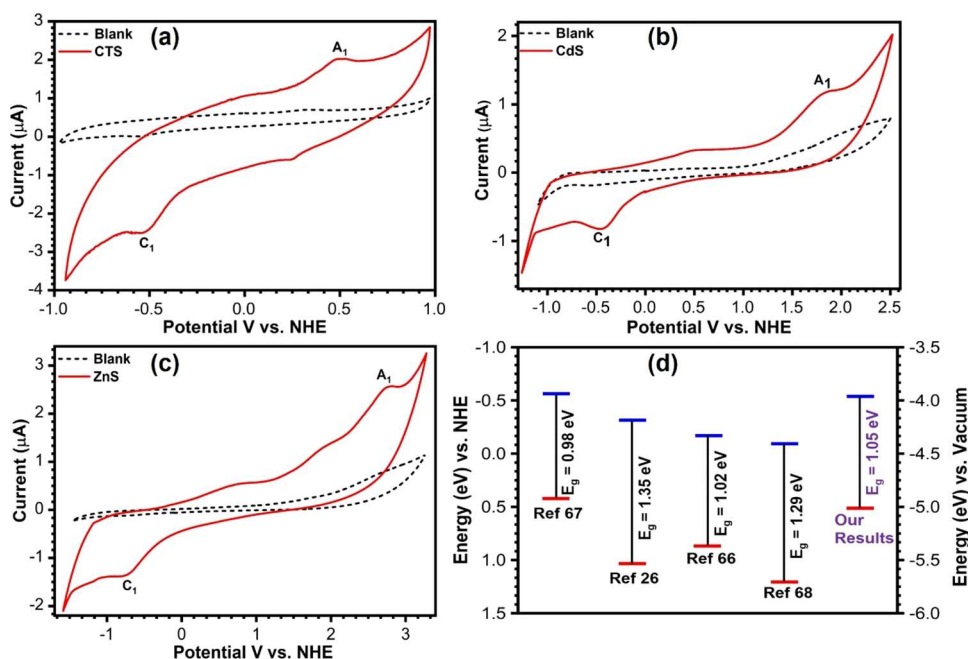 (a)
Blank
CTS
A1
C1
3
2
1
0
-1
-2
-3
-4
Current (µA)
-1.0 -0.5 0.0 0.5 1.0
Potential V vs. NHE
(b)
Blank
CdS
A1
C1
2
1
0
-1
Current (µA)
-1.0 -0.5 0.0 0.5 1.0 1.5 2.0 2.5
Potential V vs. NHE
(c)
Blank
ZnS
A1
C1
3
2
1
0
-1
-2
Current (µA)
-1 0 1 2 3
Potential V vs. NHE
(d)
-1.0
-0.5
0.0
0.5
1.0
1.5
Energy (eV) vs. NHE
Eg = 0.98 eV
Ref 67
Eg = 1.35 eV
Ref 26
Eg = 1.02 eV
Ref 66
Eg = 1.29 eV
Ref 68
Eg = 1.05 eV
Our
Results
-3.5
-4.0
-4.5
-5.0
-5.5
-6.0
Energy (eV) vs. Vacuum